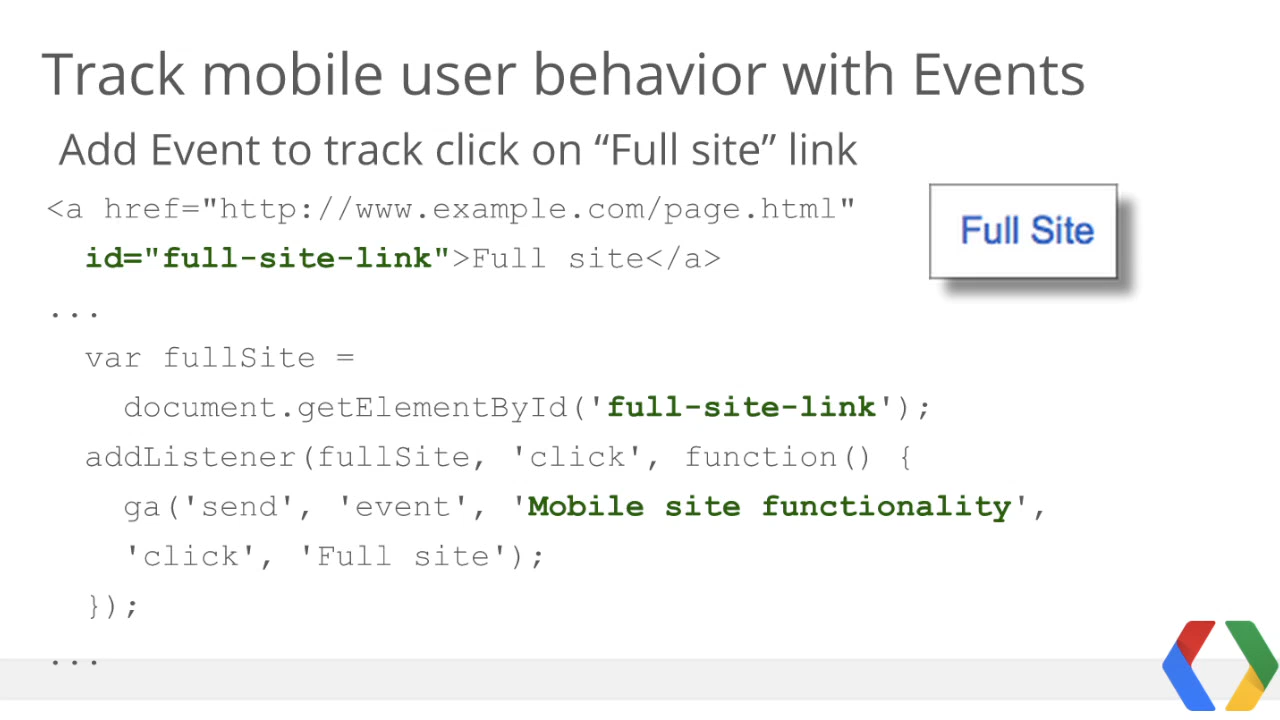 Track mobile user behavior with Events
Add Event to track click on “Full site” link
<a href="http://www.example.com/page.html"
id="full-site-link">Full site</a>
Full Site
...
var fullSite =
document.getElementById('full-site-link');
addListener(fullSite, 'click', function() {
ga('send', 'event', 'Mobile site functionality',
'click', 'Full site');
});
...